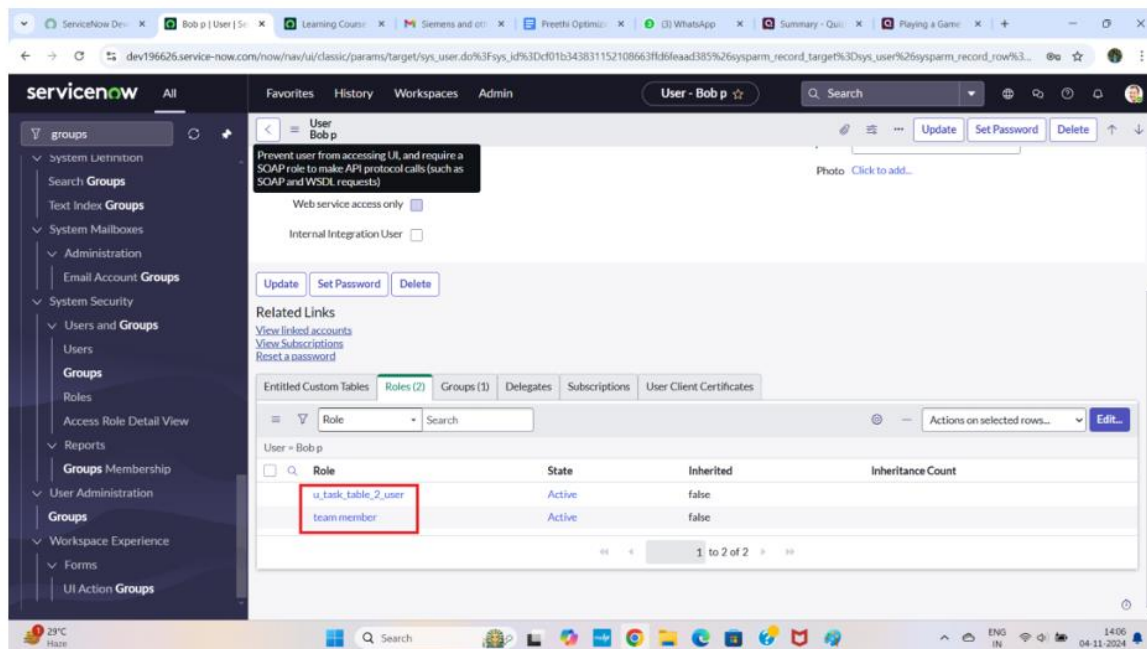 ServiceNow Dev
Bob p | User | Se
Learning Course
Siemens and oth
Preethi Optimiz
(3) WhatsApp
Summary - Quil
Playing a Game
dev196626.service-now.com/now/nav/ui/classic/params/target/sys_user.do%3Fsys_id%3Dcf01b343831152108663ffd6feaad385%26sysparm_record_target%3Dsys_user%26sysparm_record_row%3...
servicenow All Favorites History Workspaces Admin User - Bob p Search
groups
System Definition
Search Groups
Text Index Groups
System Mailboxes
Administration
Email Account Groups
System Security
Users and Groups
Users
Groups
Roles
Access Role Detail View
Reports
Groups Membership
User Administration
Groups
Workspace Experience
Forms
UI Action Groups
User
Bob p
Update Set Password Delete
Prevent user from accessing UI, and require a
SOAP role to make API protocol calls (such as
SOAP and WSDL requests)
Photo Click to add...
Web service access only
Internal Integration User
Update Set Password Delete
Related Links
View linked accounts
View Subscriptions
Reset a password
Entitled Custom Tables Roles (2) Groups (1) Delegates Subscriptions User Client Certificates
Role Search Actions on selected rows... Edit...
User = Bob p
Role State Inherited Inheritance Count
u_task_table_2_user Active false
team member Active false
1 to 2 of 2
29°C
Haze
Search
ENG
IN
14:06
04-11-2024